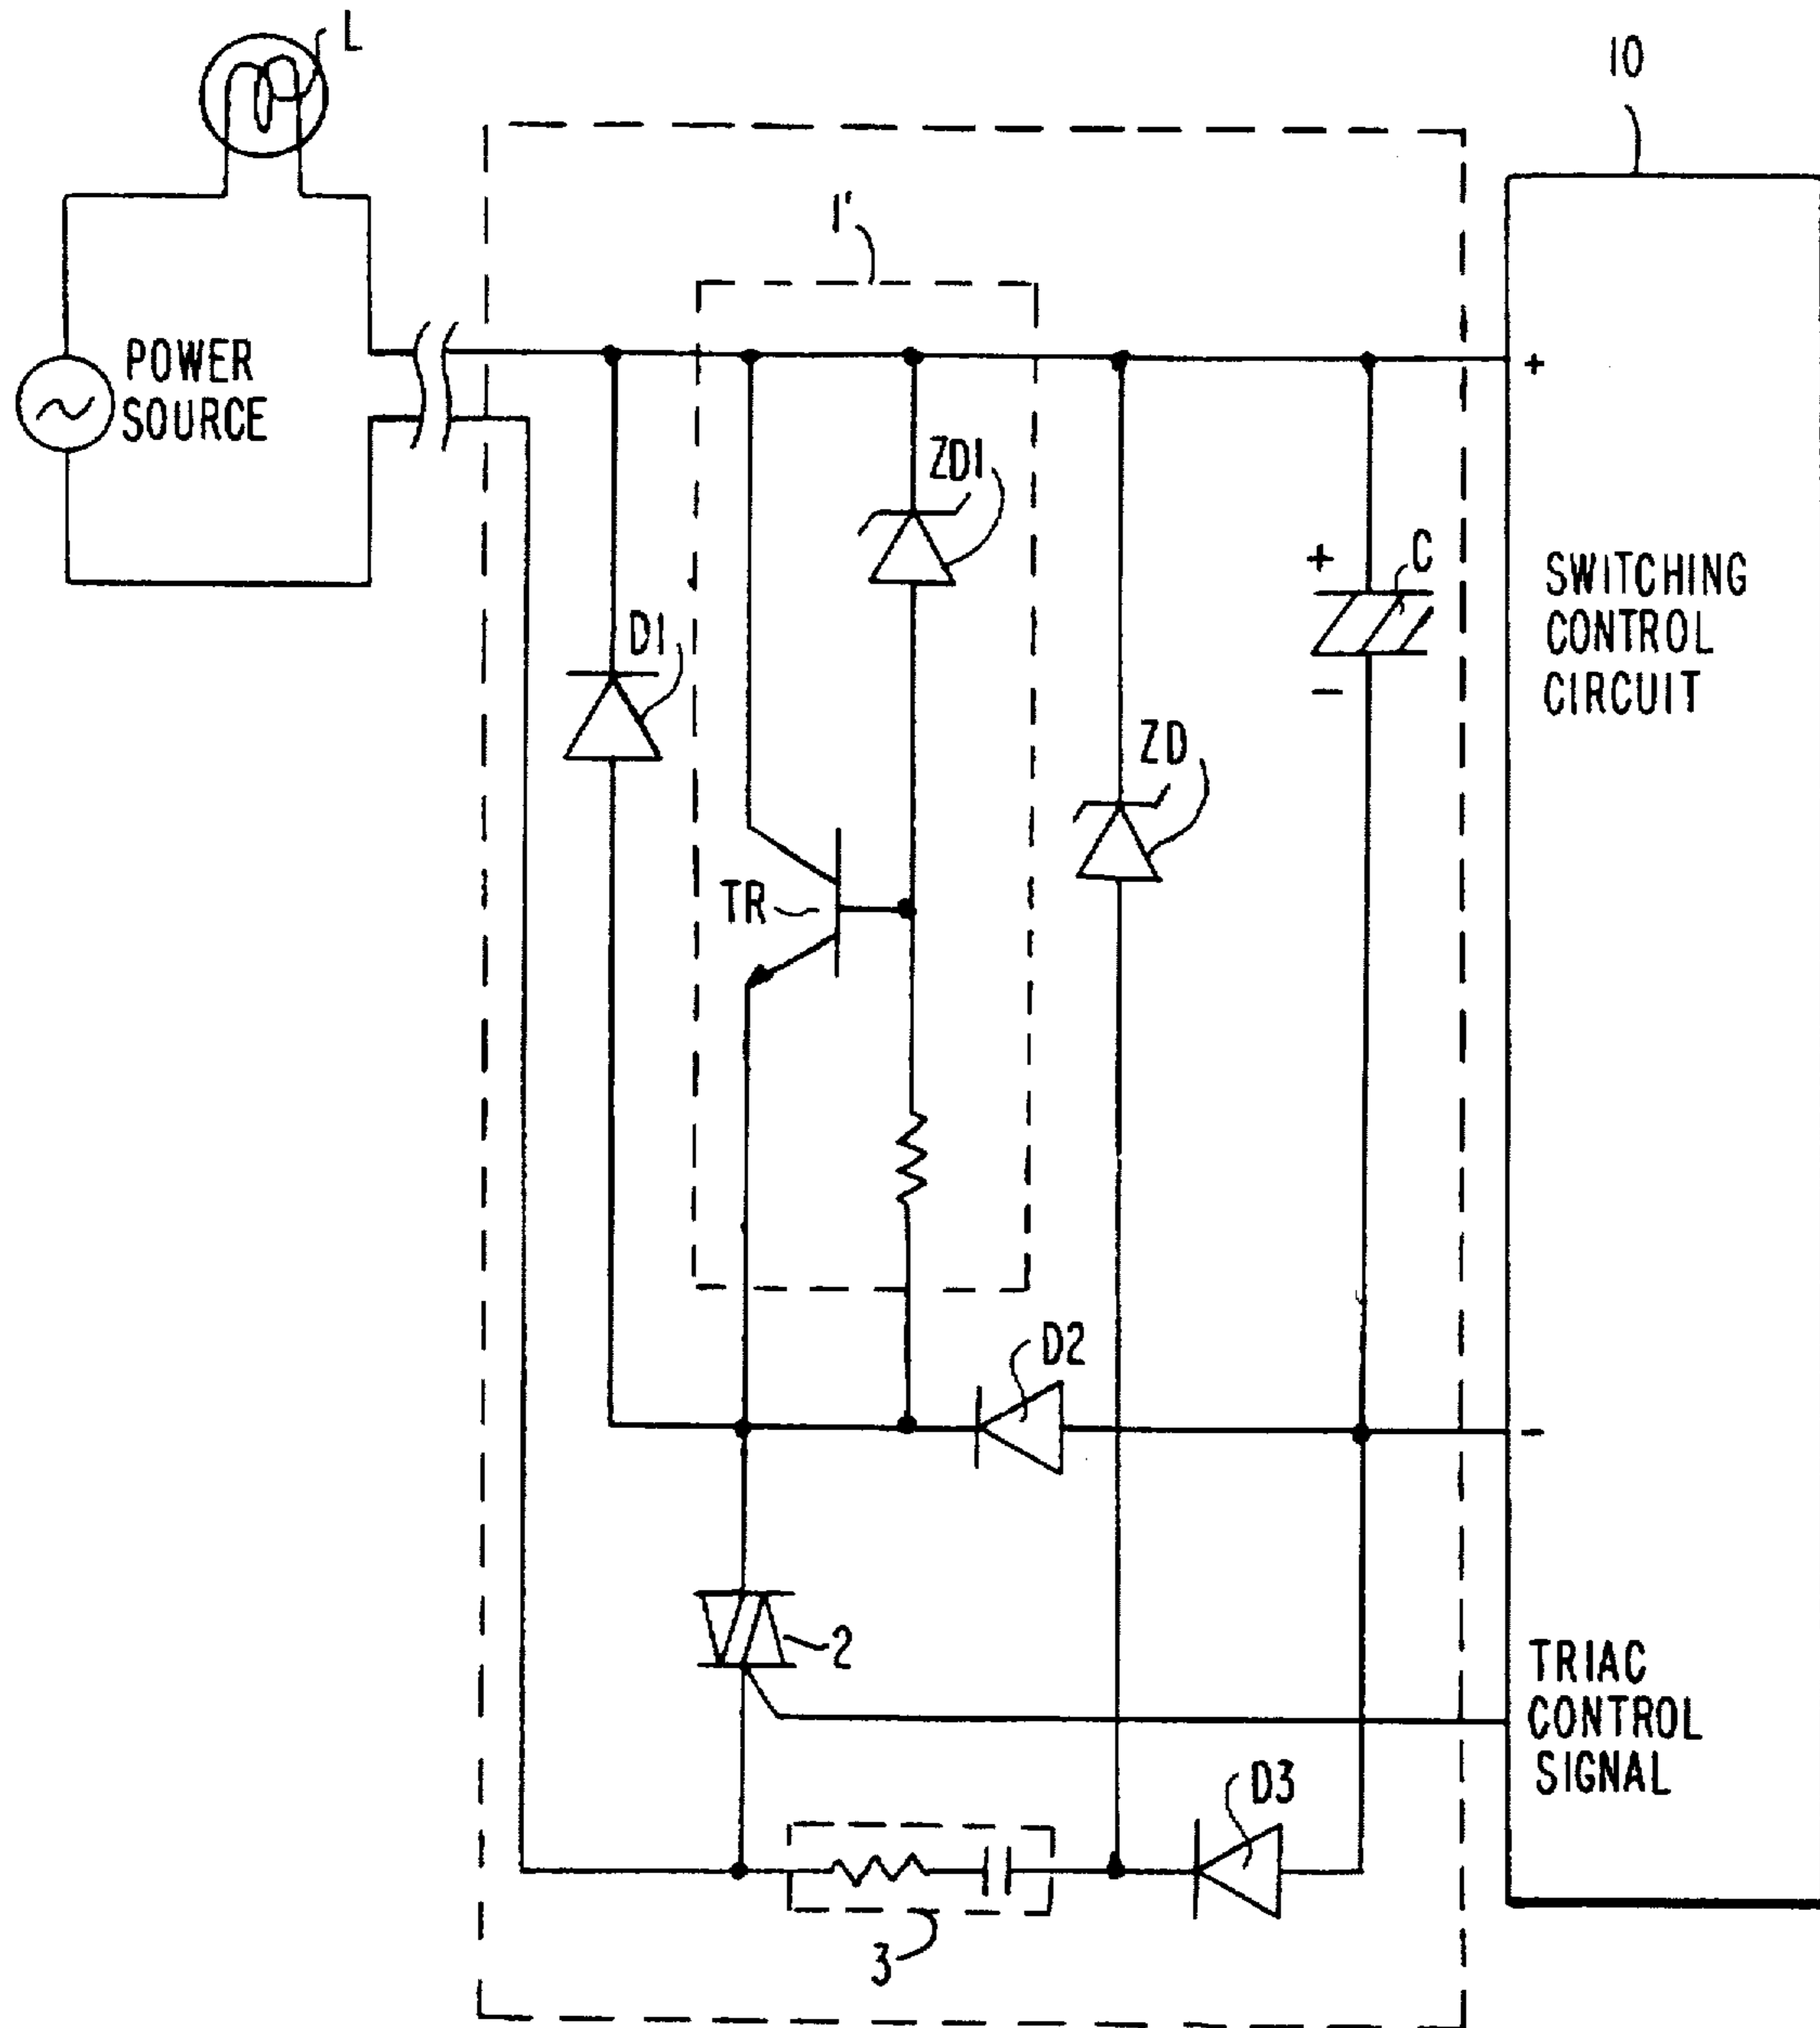 L
10
1'
POWER
SOURCE
+
ZD1
+
C
−
SWITCHING
CONTROL
CIRCUIT
D1
ZD
TR
D2
−
2
TRIAC
CONTROL
SIGNAL
D3
3